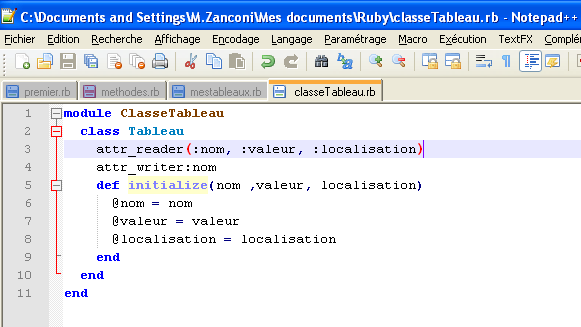 C:\Documents and Settings\M.Zanconi\Mes documents\Ruby\classeTableau.rb - Notepad++
Fichier Edition Recherche Affichage Encodage Langage Paramétrage Macro Exécution TextFX Complément
premier.rb methodes.rb mestableaux.rb classeTableau.rb
1 module ClasseTableau
2 class Tableau
3 attr_reader(:nom, :valeur, :localisation)
4 attr_writer:nom
5 def initialize(nom ,valeur, localisation)
6 @nom = nom
7 @valeur = valeur
8 @localisation = localisation
9 end
10 end
11 end